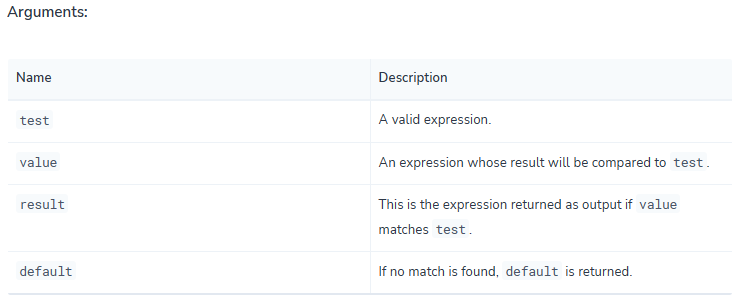 Arguments:
Name Description
test A valid expression.
value An expression whose result will be compared to test.
result This is the expression returned as output if value
matches test.
default If no match is found, default is returned.